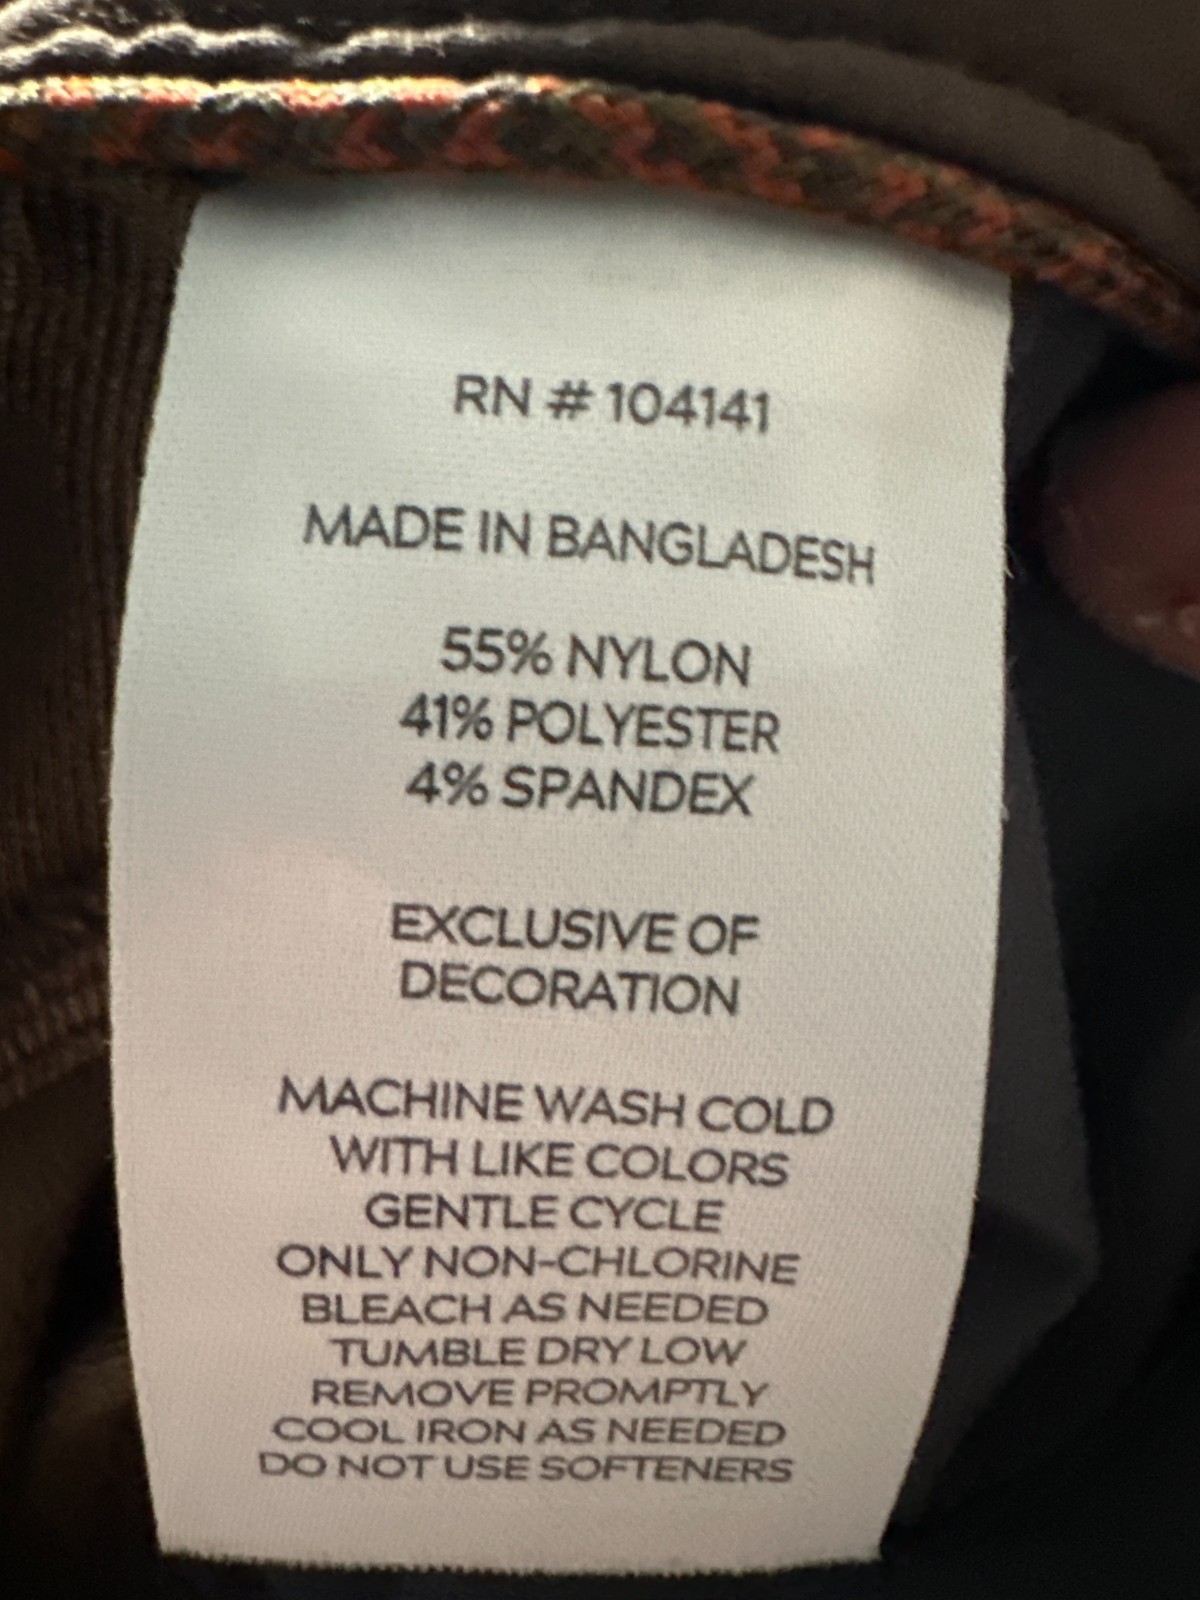 RN # 104141
MADE IN BANGLADESH
55% NYLON
41% POLYESTER
4% SPANDEX
EXCLUSIVE OF
DECORATION
MACHINE WASH COLD
WITH LIKE COLORS
GENTLE CYCLE
ONLY NON-CHLORINE
BLEACH AS NEEDED
TUMBLE DRY LOW
REMOVE PROMPTLY
COOL IRON AS NEEDED
DO NOT USE SOFTENERS